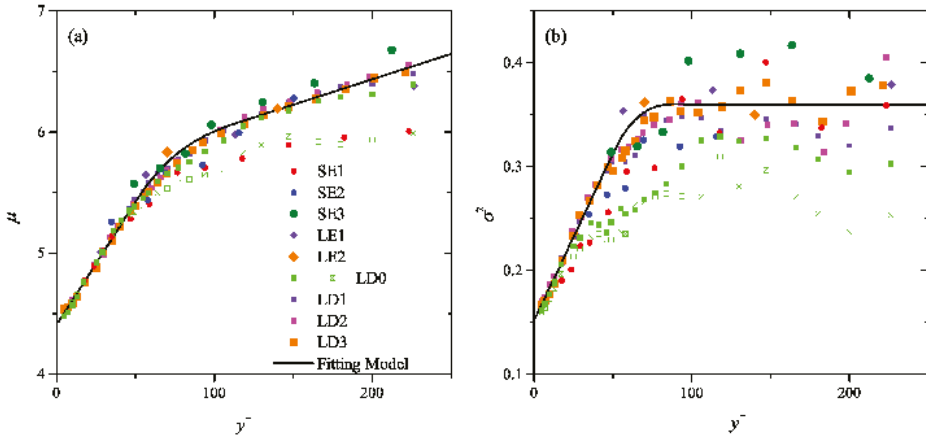 7
6
5
4
μ
(a)
SE1
SE2
SE3
LE1
LE2
LD0
LD1
LD2
LD3
Fitting Model
0
100
200
y⁻
0.4
0.3
0.2
0.1
σ²
(b)
0
100
200
y⁻